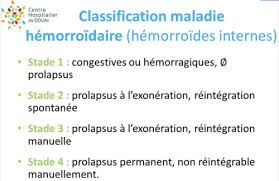 Centre
Hospitalier
de DOUAI
Classification maladie
hémorroïdaire (hémorroïdes internes)
• Stade 1 : congestives ou hémorragiques, Ø
prolapsus
• Stade 2 : prolapsus à l'exonération, réintégration
spontanée
• Stade 3 : prolapsus à l'exonération, réintégration
manuelle
• Stade 4 : prolapsus permanent, non réintégrable
manuellement.